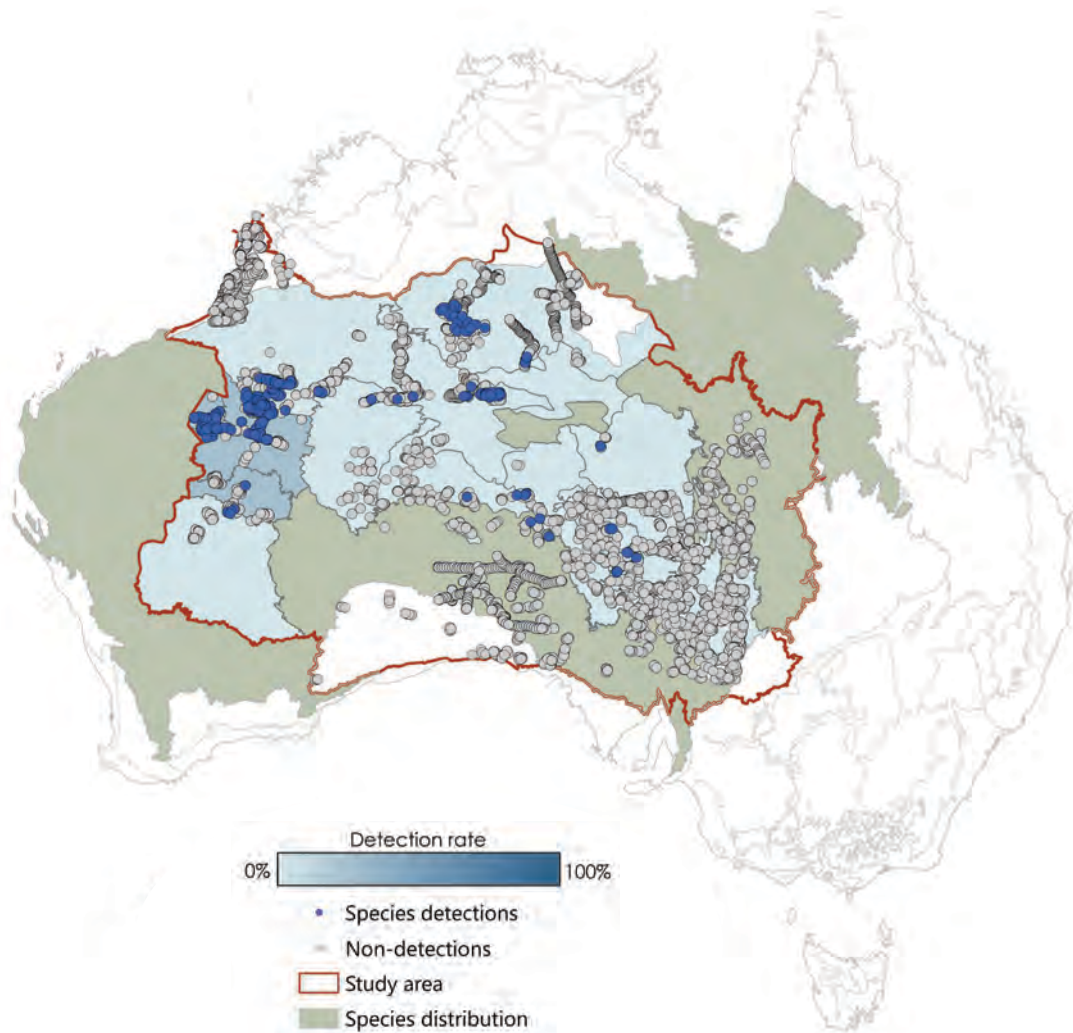 Detection rate
0% 100%
Species detections
Non-detections
Study area
Species distribution